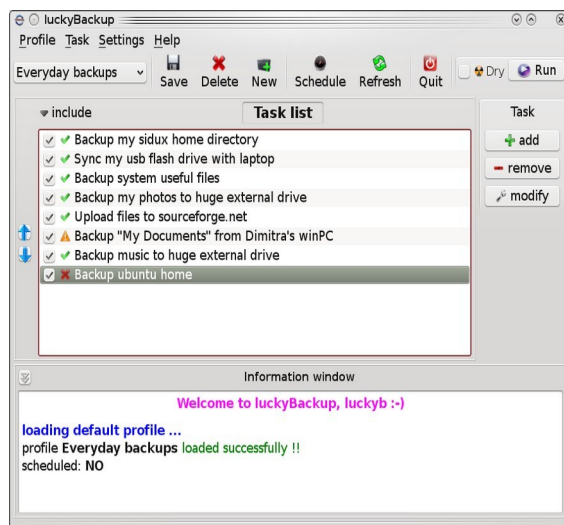 luckyBackup
Profile Task Settings Help
Everyday backups Save Delete New Schedule Refresh Quit Dry Run
include Task list Task
Backup my sidux home directory
Sync my usb flash drive with laptop
Backup system useful files
Backup my photos to huge external drive
Upload files to sourceforge.net
Backup "My Documents" from Dimitra's winPC
Backup music to huge external drive
Backup ubuntu home
add
remove
modify
Information window
Welcome to luckyBackup, luckyb :-)
loading default profile ...
profile Everyday backups loaded successfully !!
scheduled: NO